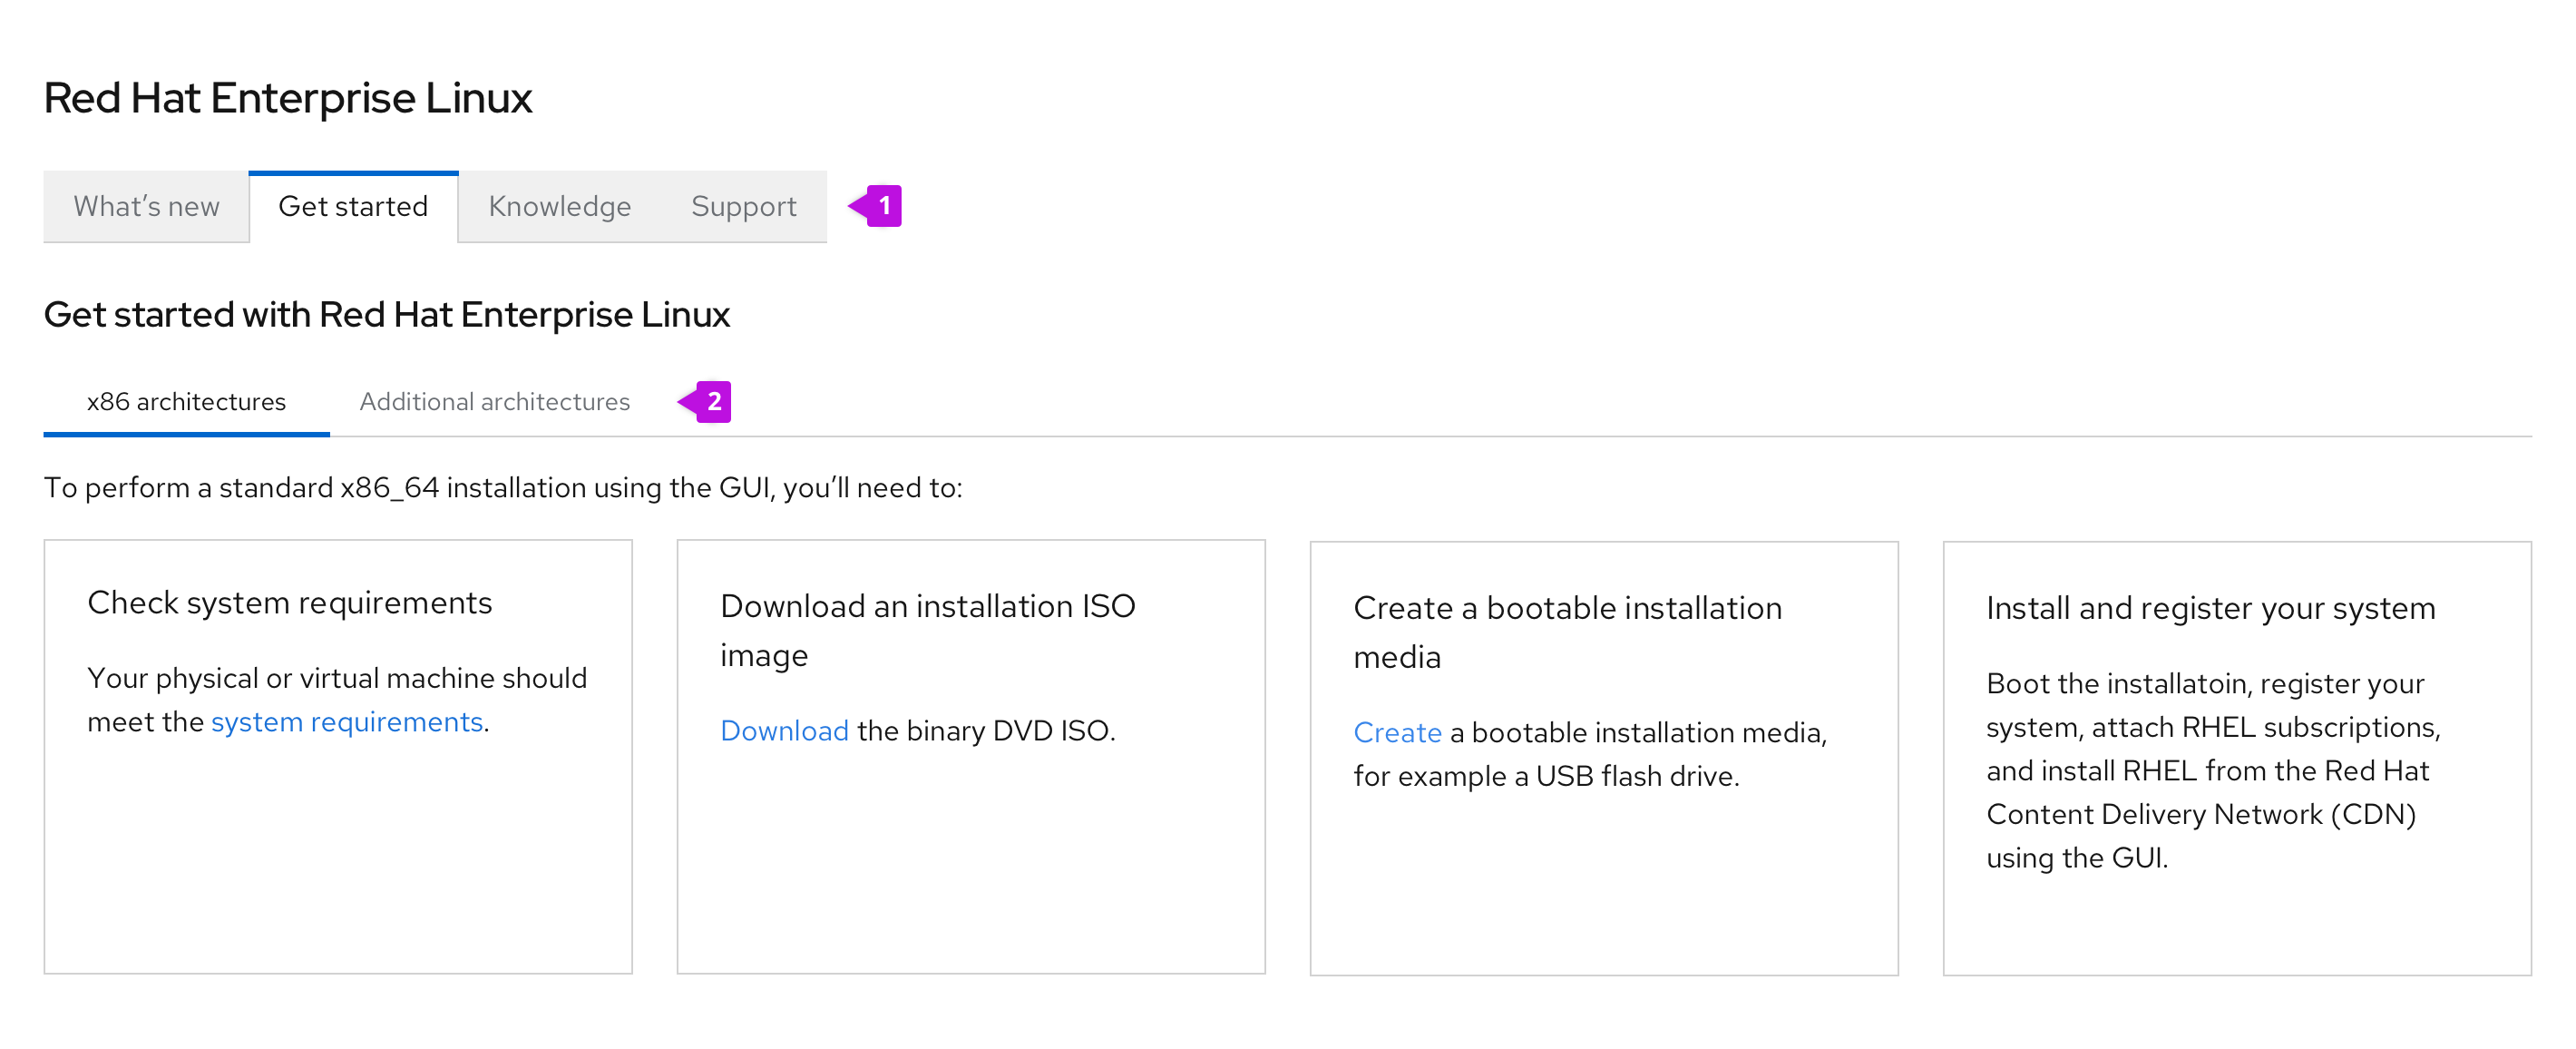 Red Hat Enterprise Linux
What’s new Get started Knowledge Support 1
Get started with Red Hat Enterprise Linux
x86 architectures Additional architectures 2
To perform a standard x86_64 installation using the GUI, you’ll need to:
Check system requirements
Your physical or virtual machine should
meet the system requirements.
Download an installation ISO
image
Download the binary DVD ISO.
Create a bootable installation
media
Create a bootable installation media,
for example a USB flash drive.
Install and register your system
Boot the installatoin, register your
system, attach RHEL subscriptions,
and install RHEL from the Red Hat
Content Delivery Network (CDN)
using the GUI.